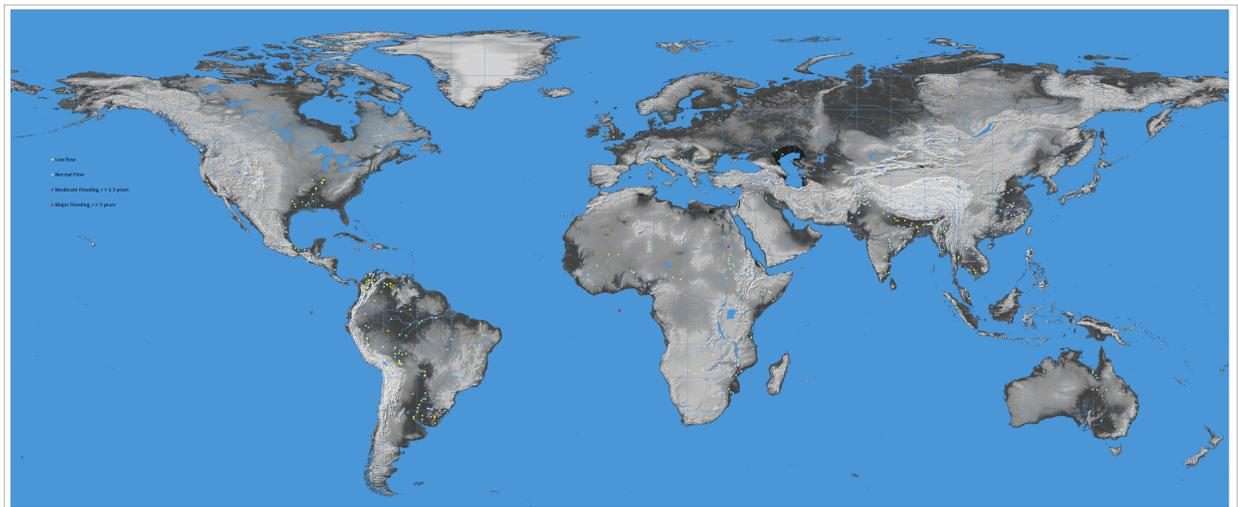 Low flow
Normal Flow
Moderate Flooding, r > 1.5 years
Major Flooding, r > 5 years